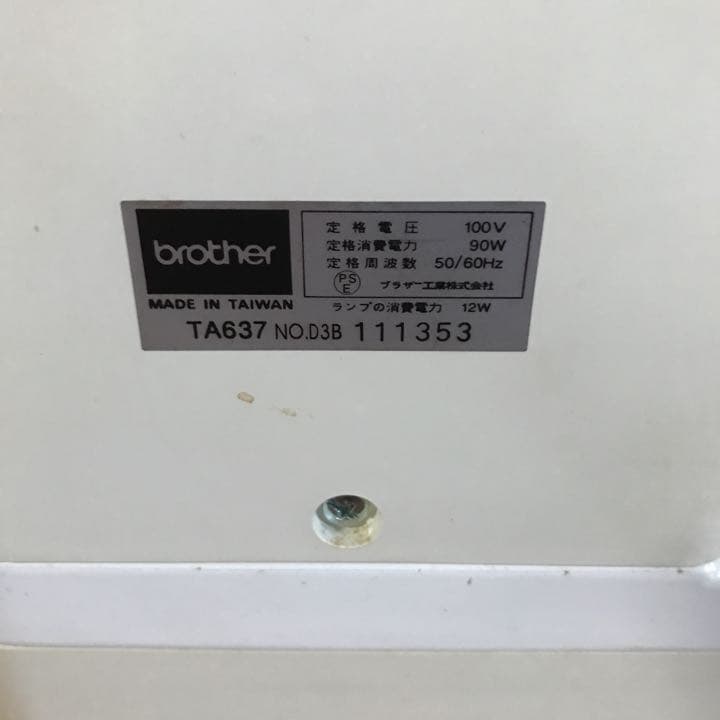 brother
定格電圧 100V
定格消費電力 90W
定格周波数 50/60Hz
PS
E
ブラザー工業株式会社
MADE IN TAIWAN
ランプの消費電力 12W
TA637 NO.D3B 111353